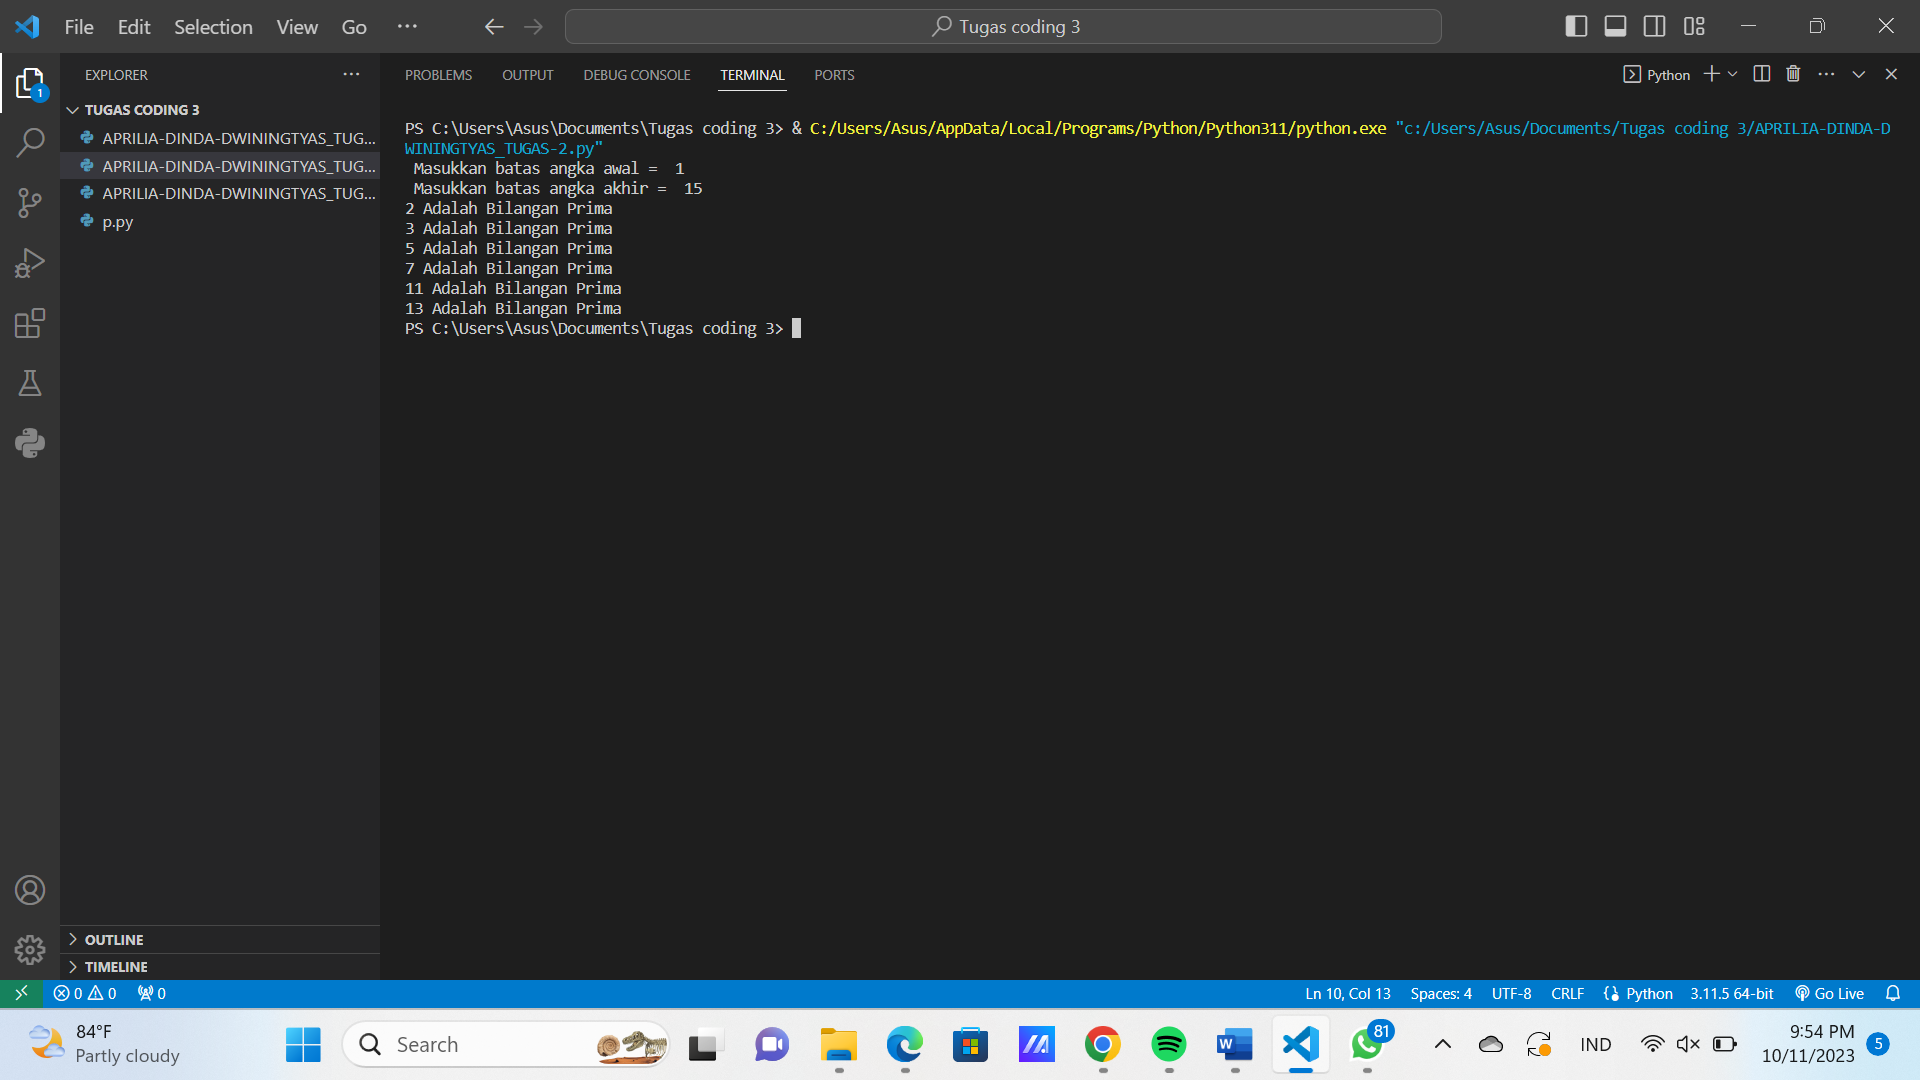 File Edit Selection View Go ...
Tugas coding 3
EXPLORER ...
1
TUGAS CODING 3
APRILIA-DINDA-DWININGTYAS_TUG...
APRILIA-DINDA-DWININGTYAS_TUG...
APRILIA-DINDA-DWININGTYAS_TUG...
p.py
OUTLINE
TIMELINE
PROBLEMS OUTPUT DEBUG CONSOLE TERMINAL PORTS
Python
PS C:\Users\Asus\Documents\Tugas coding 3> & C:/Users/Asus/AppData/Local/Programs/Python/Python311/python.exe "c:/Users/Asus/Documents/Tugas coding 3/APRILIA-DINDA-D
WININGTYAS_TUGAS-2.py"
Masukkan batas angka awal =  1
Masukkan batas angka akhir =  15
2 Adalah Bilangan Prima
3 Adalah Bilangan Prima
5 Adalah Bilangan Prima
7 Adalah Bilangan Prima
11 Adalah Bilangan Prima
13 Adalah Bilangan Prima
PS C:\Users\Asus\Documents\Tugas coding 3>
0 0 0
Ln 10, Col 13 Spaces: 4 UTF-8 CRLF Python 3.11.5 64-bit Go Live
84°F
Partly cloudy
Search
W
81
IND
9:54 PM
10/11/2023
5